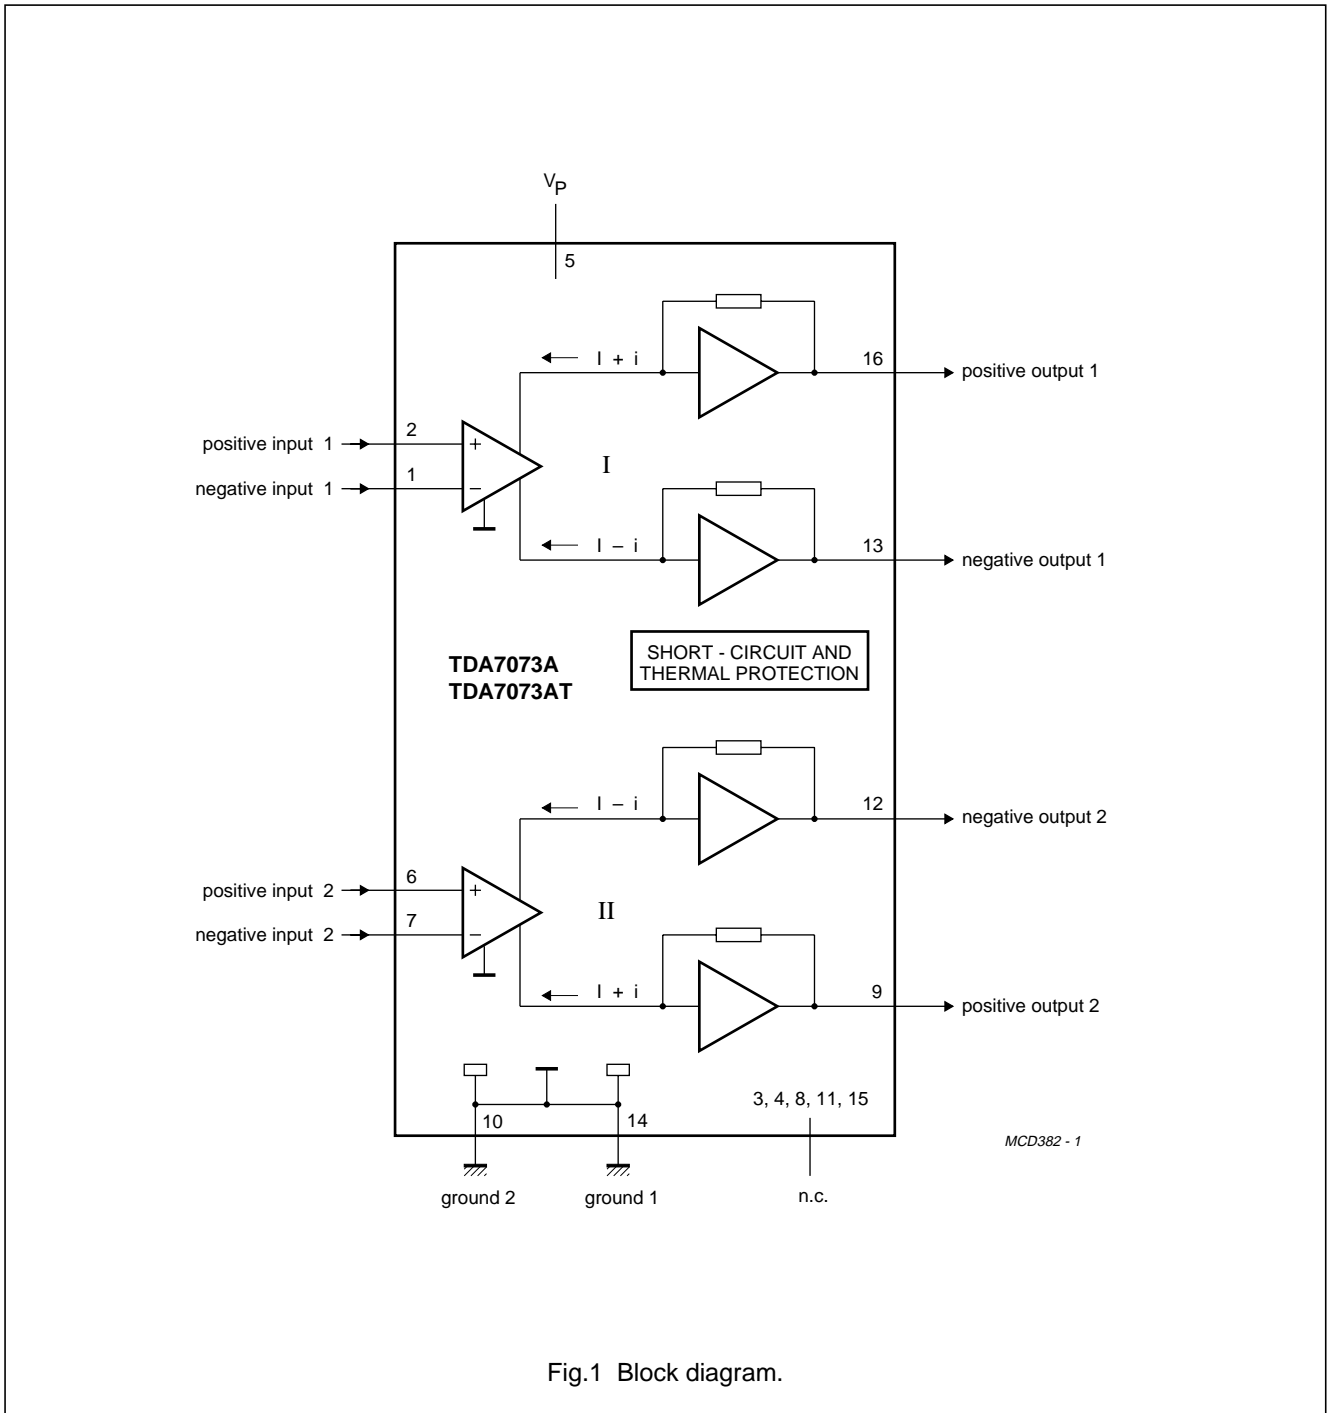 VP
5
I + i
16
positive output 1
positive input 1
2
+
negative input 1
1
−
I
I − i
13
negative output 1
TDA7073A
TDA7073AT
SHORT - CIRCUIT AND
THERMAL PROTECTION
I − i
12
negative output 2
positive input 2
6
+
negative input 2
7
−
II
I + i
9
positive output 2
3, 4, 8, 11, 15
10
14
MCD382 - 1
ground 2
ground 1
n.c.
Fig.1 Block diagram.